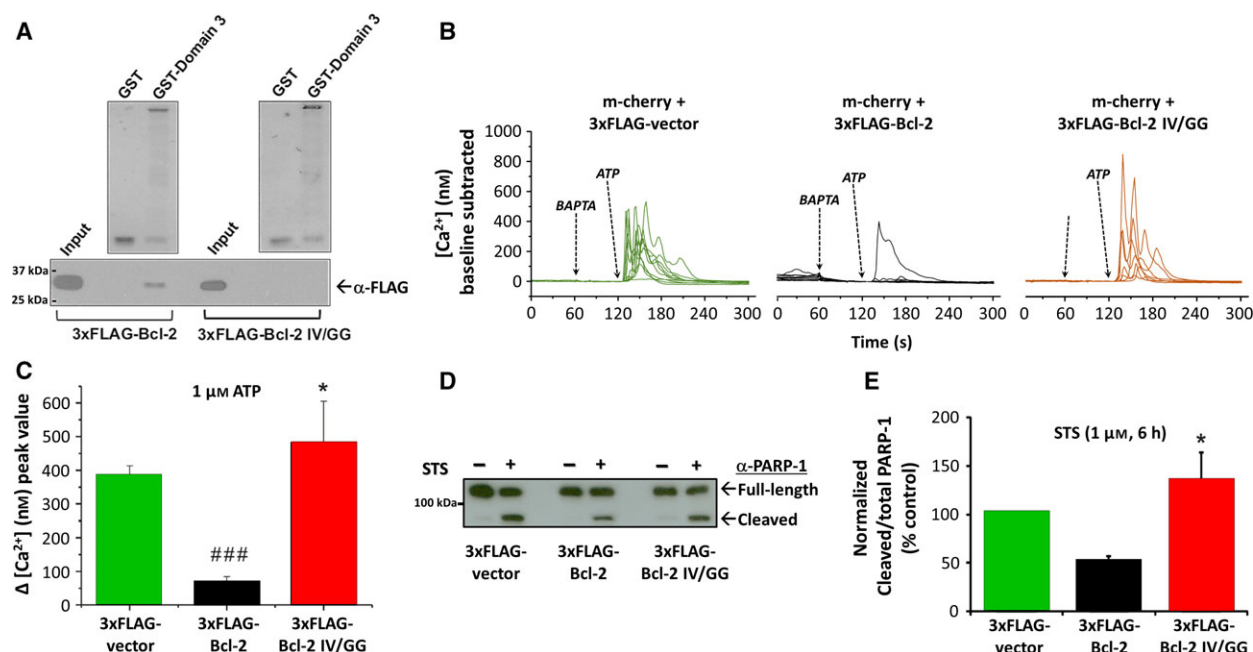 A
GST
GST-Domain 3
GST
GST-Domain 3
Input
Input
37 kDa
25 kDa
←α-FLAG
3xFLAG-Bcl-2
3xFLAG-Bcl-2 IV/GG
B
m-cherry +
3xFLAG-vector
m-cherry +
3xFLAG-Bcl-2
m-cherry +
3xFLAG-Bcl-2 IV/GG
[Ca²⁺] (nM)
baseline subtracted
1000
800
600
400
200
0
BAPTA
ATP
BAPTA
ATP
ATP
0 60 120 180 240 300
0 60 120 180 240 300
0 60 120 180 240 300
Time (s)
C
1 μM ATP
Δ [Ca²⁺] (nM) peak value
600
500
400
300
200
100
0
###
*
3xFLAG-
vector
3xFLAG-
Bcl-2
3xFLAG-
Bcl-2 IV/GG
D
STS − + − + − + α-PARP-1
←Full-length
100 kDa
←Cleaved
3xFLAG-
vector
3xFLAG-
Bcl-2
3xFLAG-
Bcl-2 IV/GG
E
STS (1 μM, 6 h)
Normalized
Cleaved/total PARP-1
(% control)
200
150
100
50
0
*
3xFLAG-
vector
3xFLAG-
Bcl-2
3xFLAG-
Bcl-2 IV/GG